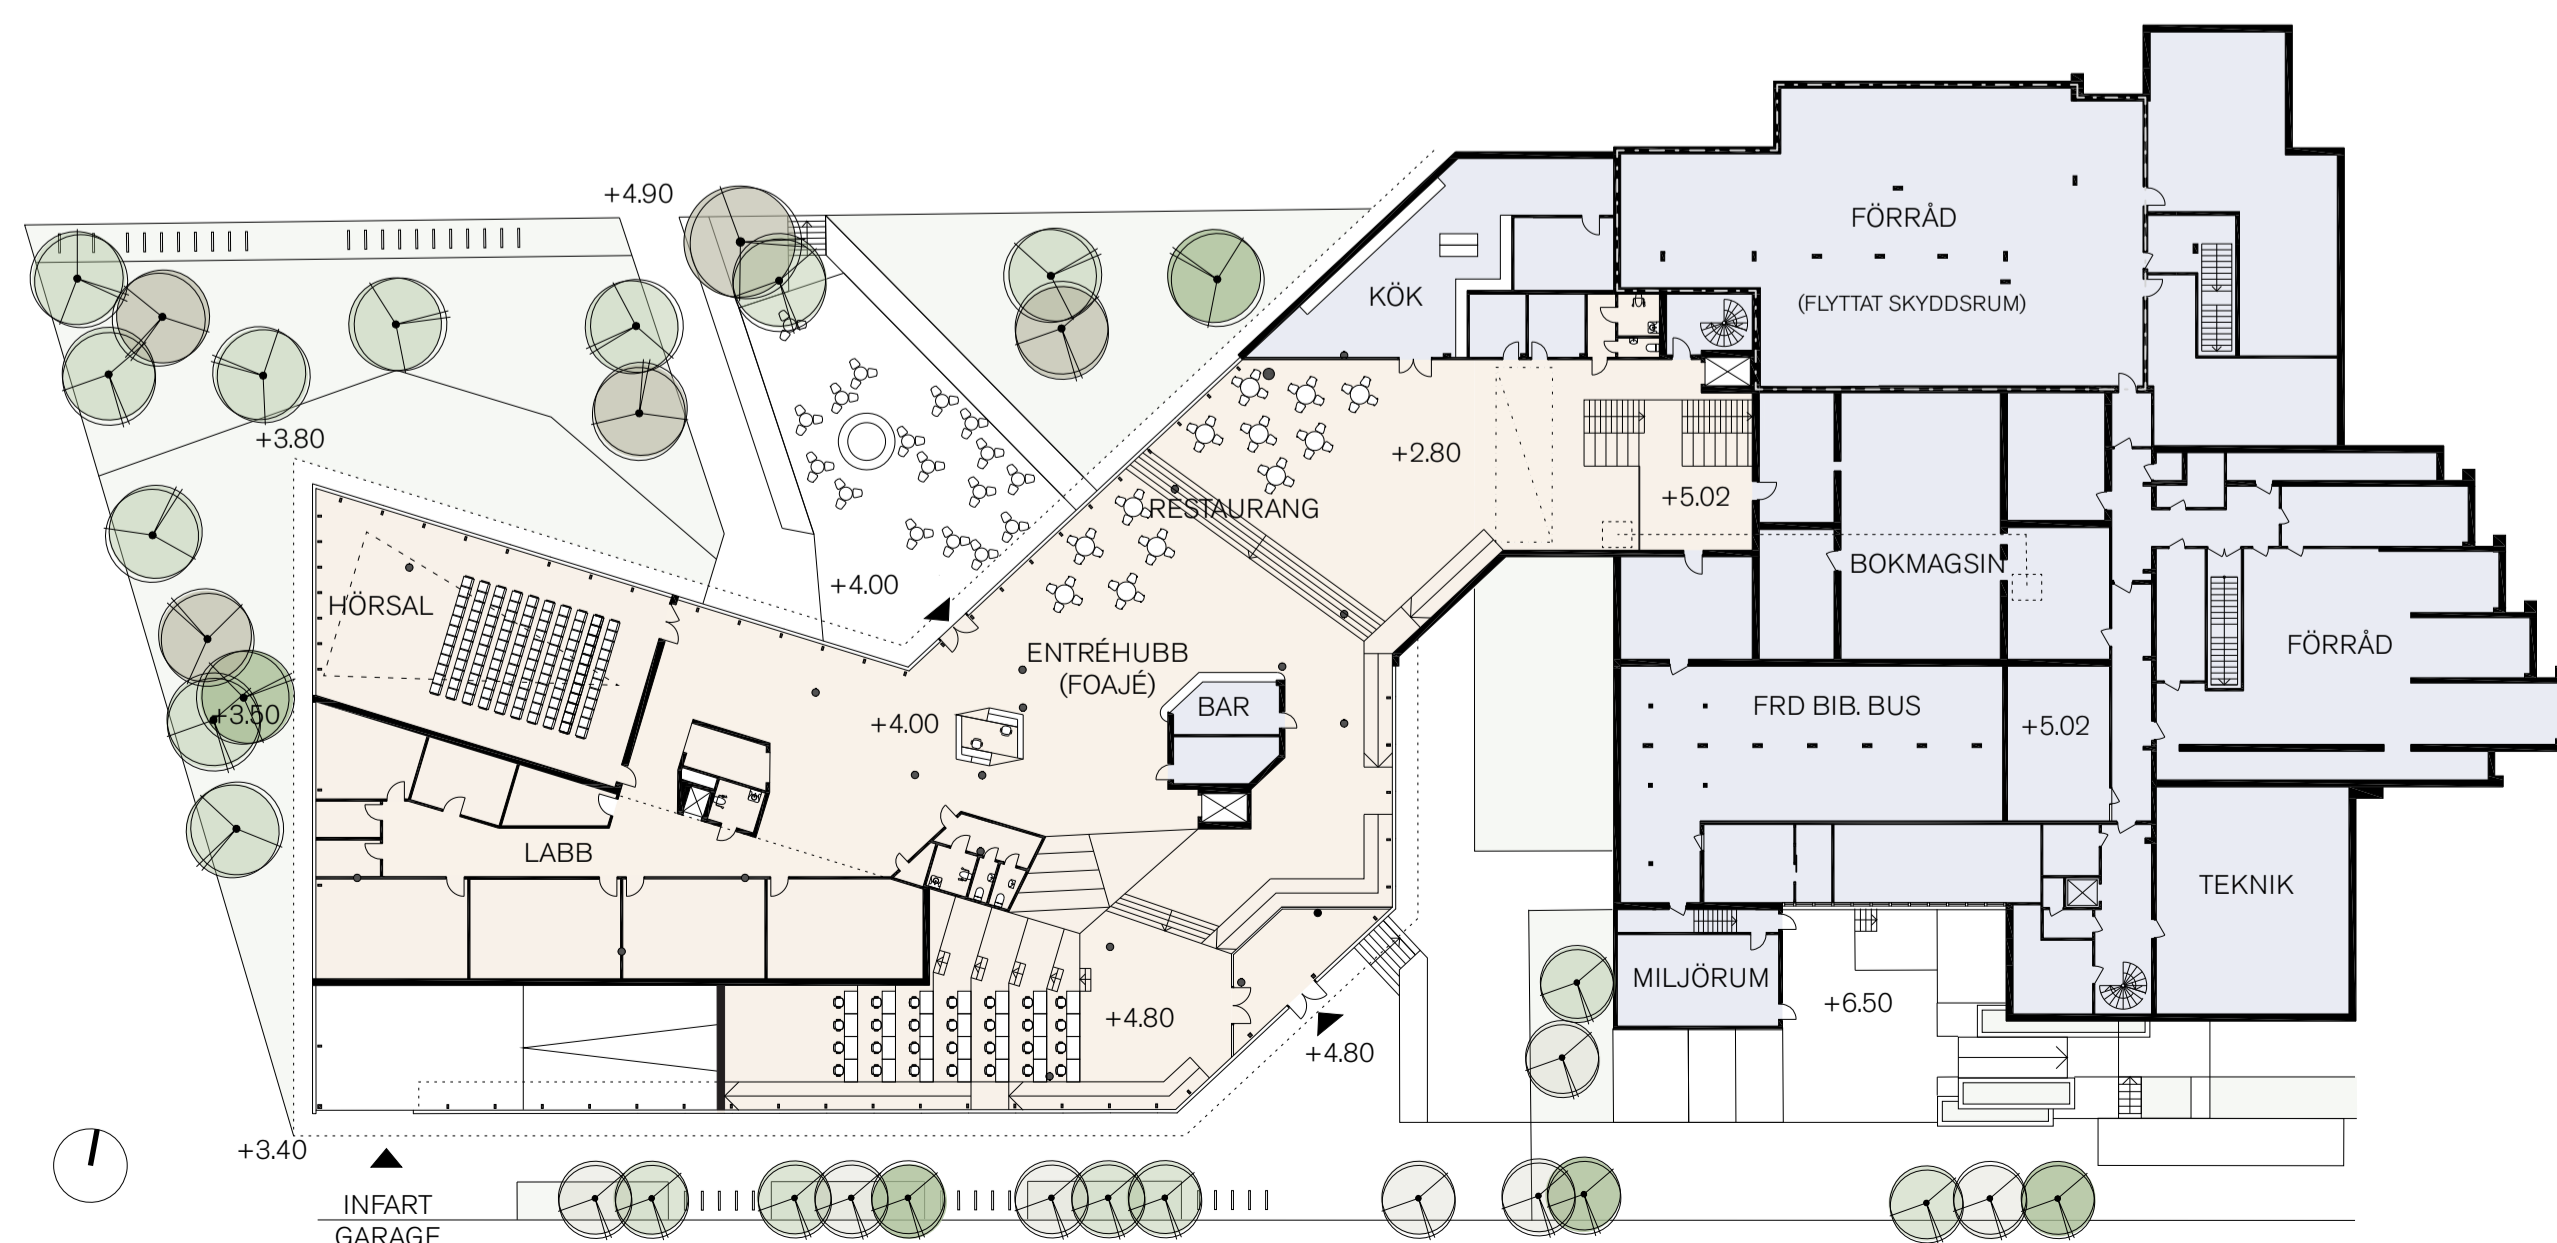 +4.90
FÖRRÅD
KÖK
(FLYTTAT SKYDDSRUM)
+3.80
+2.80
+5.02
RESTAURANG
BOKMAGSIN
+4.00
HÖRSAL
ENTRÉHUBB
(FOAJÉ)
FÖRRÅD
+3.50
+4.00
BAR
FRD BIB. BUS
+5.02
LABB
TEKNIK
MILJÖRUM
+6.50
+4.80
+4.80
+3.40
INFART
GARAGE